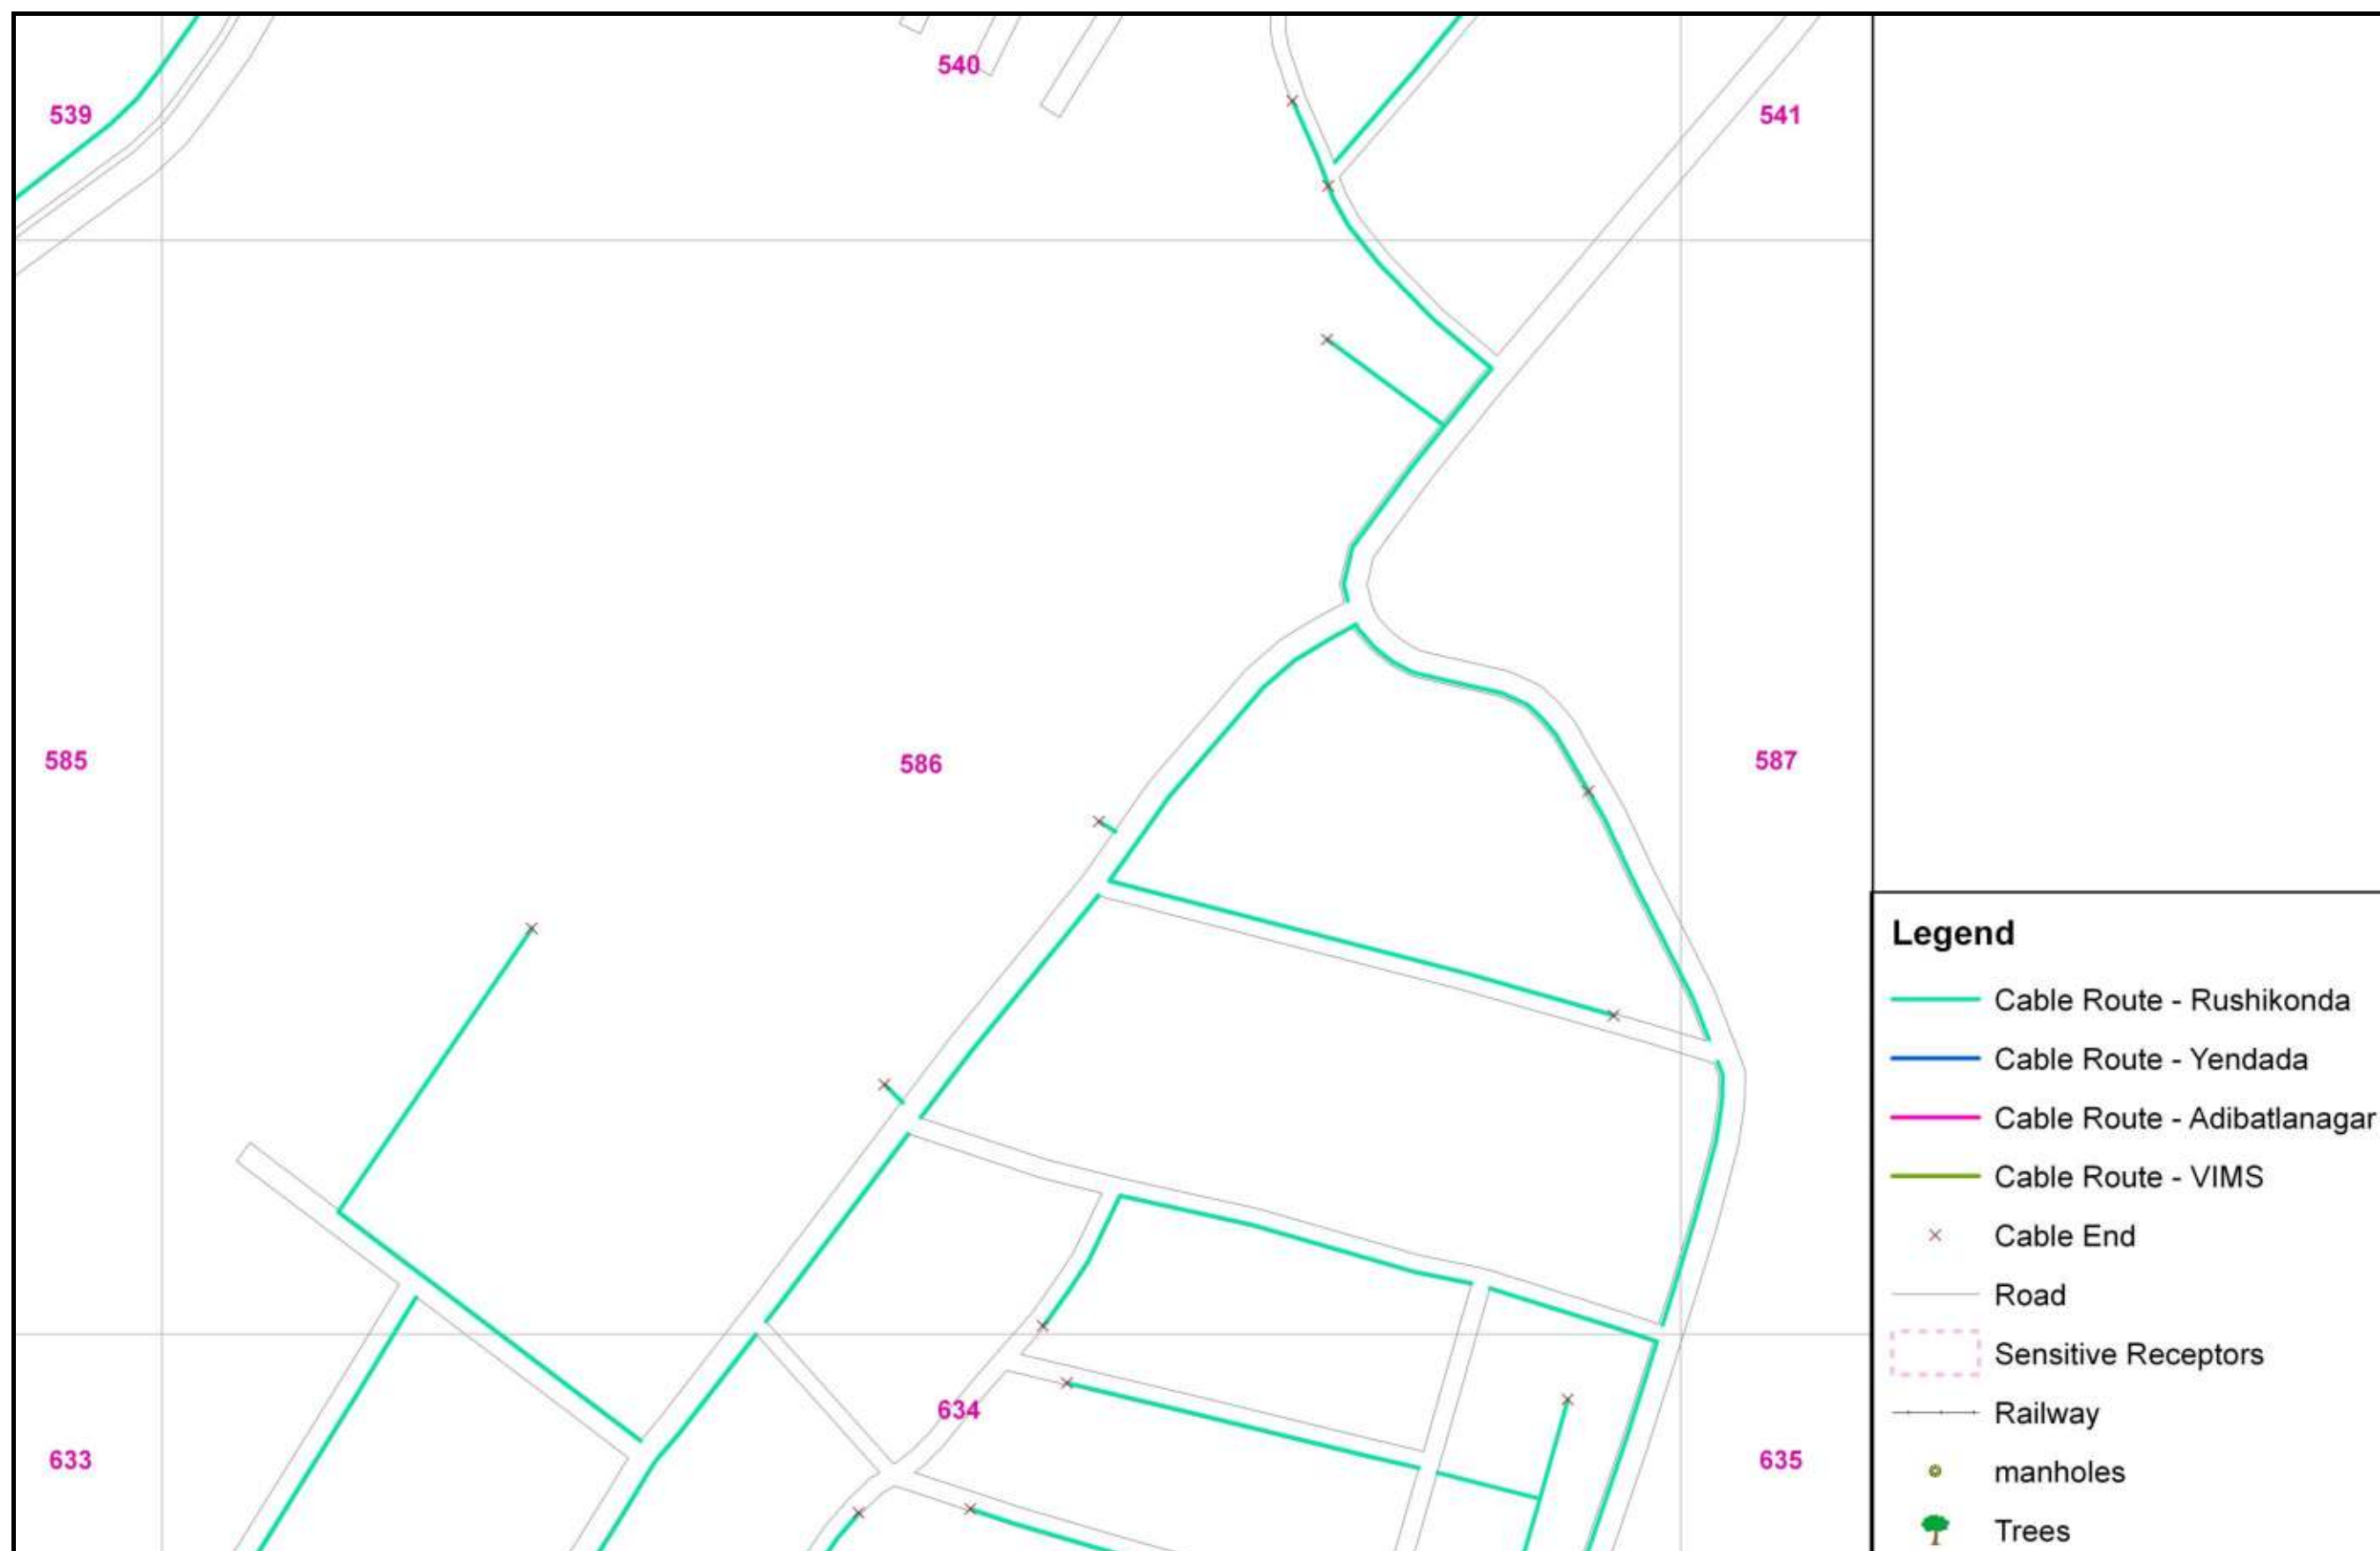 540
539
541
585
586
587
634
633
635
Legend
Cable Route - Rushikonda
Cable Route - Yendada
Cable Route - Adibatlanagar
Cable Route - VIMS
Cable End
Road
Sensitive Receptors
Railway
manholes
Trees